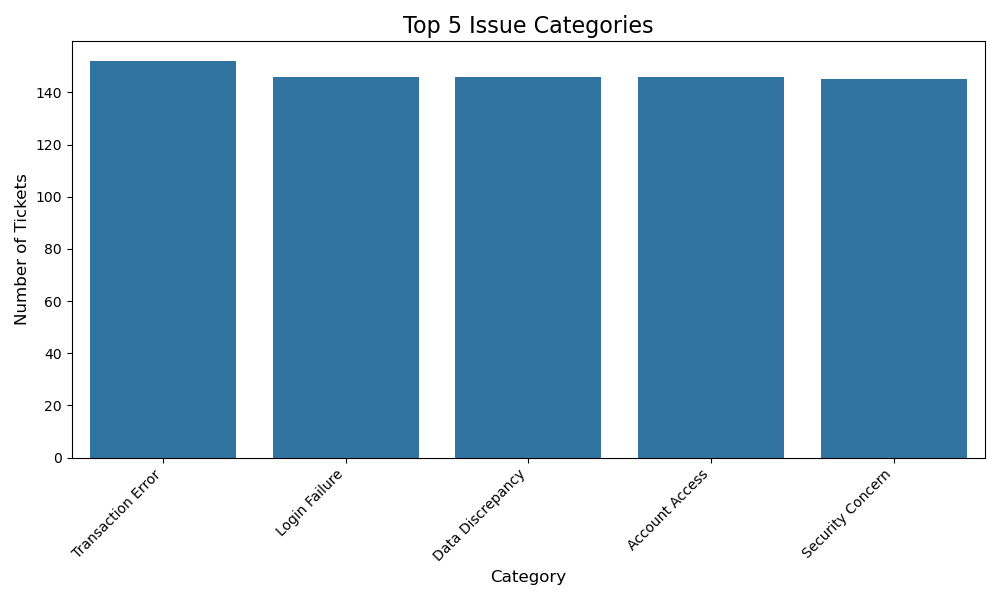 Top 5 Issue Categories
Number of Tickets
140
120
100
80
60
40
20
0
Transaction Error
Login Failure
Data Discrepancy
Account Access
Security Concern
Category